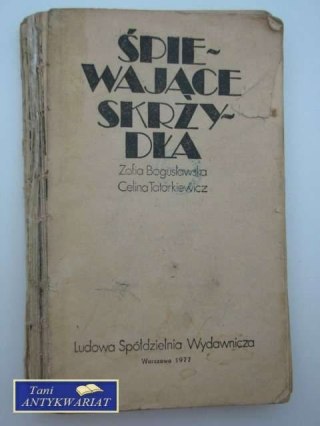 ŚPIE-
WAJĄCE
SKRZY-
DŁA
Zofia Bogusławska
Celina Tatarkiewicz
Ludowa Spółdzielnia Wydawnicza
Warszawa 1977
Tani
ANTYKWARIAT